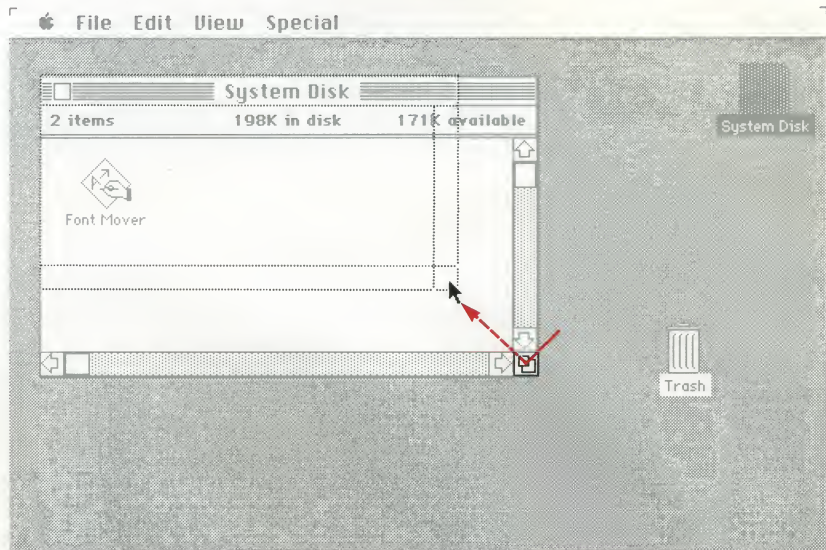 File Edit View Special
System Disk
2 items 198K in disk 171K available
System Disk
Font Mover
Trash